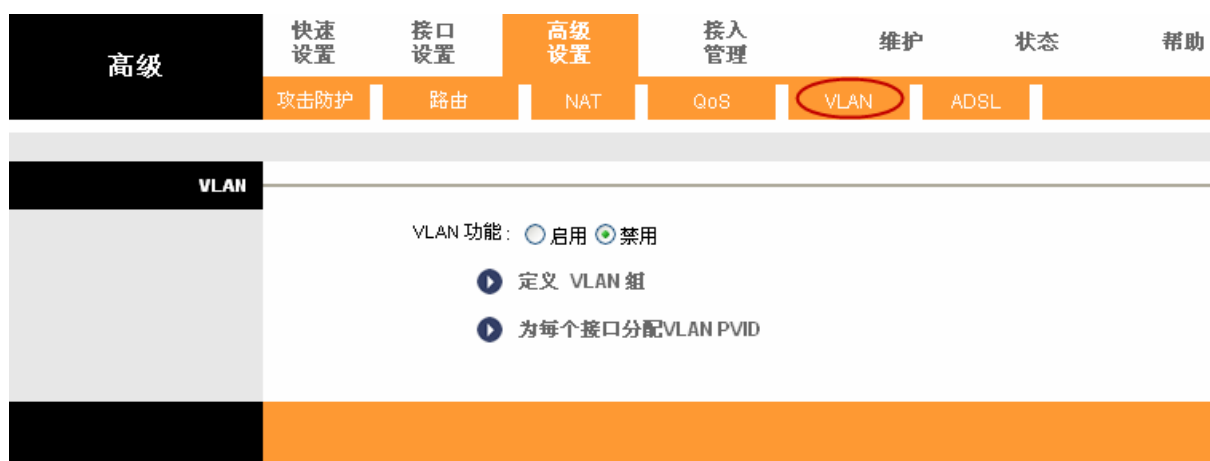 高级
快速设置
接口设置
高级设置
接入管理
维护
状态
帮助
攻击防护
路由
NAT
QoS
VLAN
ADSL
VLAN
VLAN 功能: 启用 禁用
定义 VLAN 组
为每个接口分配VLAN PVID